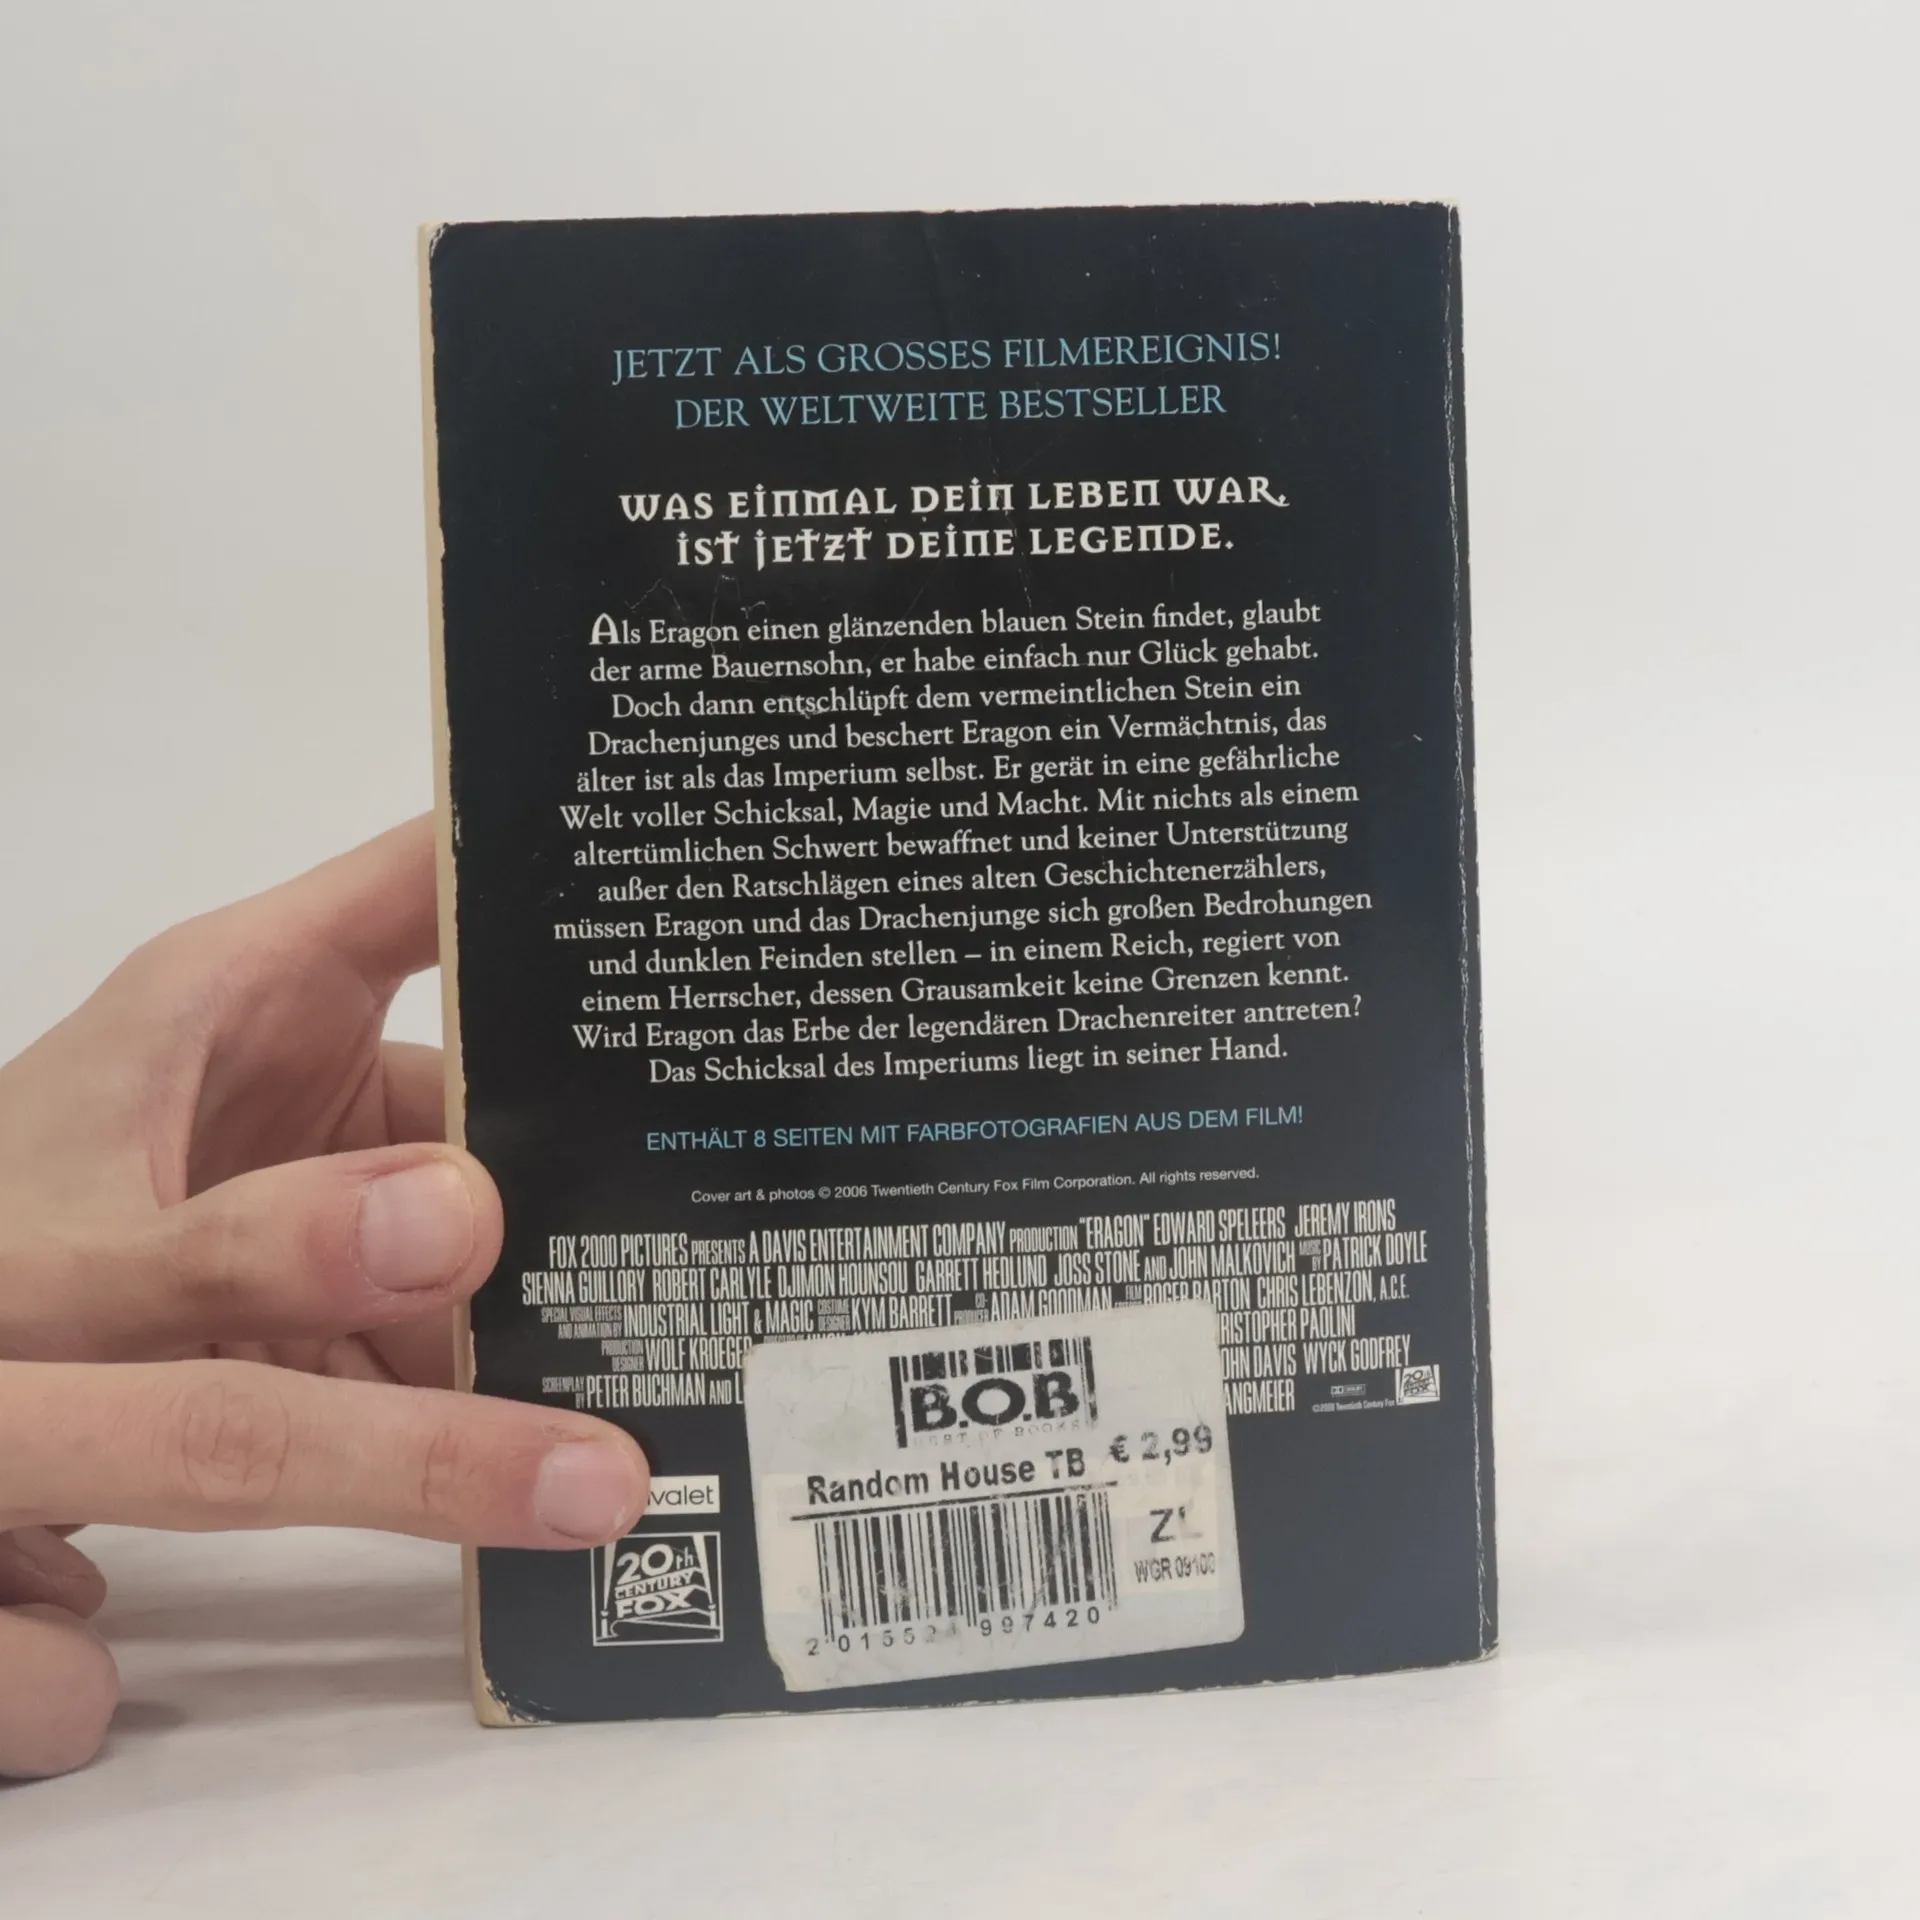 JETZT ALS GROSSES FILMEREIGNIS!
DER WELTWEITE BESTSELLER
WAS EINMAL DEIN LEBEN WAR,
IST JETZT DEINE LEGENDE.
Als Eragon einen glänzenden blauen Stein findet, glaubt
der arme Bauernsohn, er habe einfach nur Glück gehabt.
Doch dann entschlüpft dem vermeintlichen Stein ein
Drachenjunges und beschert Eragon ein Vermächtnis, das
älter ist als das Imperium selbst. Er gerät in eine gefährliche
Welt voller Schicksal, Magie und Macht. Mit nichts als einem
altertümlichen Schwert bewaffnet und keiner Unterstützung
außer den Ratschlägen eines alten Geschichtenerzählers,
müssen Eragon und das Drachenjunge sich großen Bedrohungen
und dunklen Feinden stellen – in einem Reich, regiert von
einem Herrscher, dessen Grausamkeit keine Grenzen kennt.
Wird Eragon das Erbe der legendären Drachenreiter antreten?
Das Schicksal des Imperiums liegt in seiner Hand.
ENTHÄLT 8 SEITEN MIT FARBFOTOGRAFIEN AUS DEM FILM!
Cover art & photos © 2006 Twentieth Century Fox Film Corporation. All rights reserved.
FOX 2000 PICTURES PRESENTS A DAVIS ENTERTAINMENT COMPANY PRODUCTION "ERAGON" EDWARD SPELEERS JEREMY IRONS
SIENNA GUILLORY ROBERT CARLYLE DJIMON HOUNSOU GARRETT HEDLUND JOSS STONE AND JOHN MALKOVICH MUSIC BY PATRICK DOYLE
SPECIAL VISUAL EFFECTS AND ANIMATION BY INDUSTRIAL LIGHT & MAGIC COSTUME DESIGNER KYM BARRETT CO-PRODUCER ADAM GOODMAN FILM ROGER BARTON CHRIS LEBENZON, A.C.E.
PRODUCTION DESIGNER WOLF KROEGER RISTOPHER PAOLINI
OHN DAVIS WYCK GODFREY
SCREENPLAY BY PETER BUCHMAN AND L ANGMEIER
B.O.B
BEST OF BOOKS
Random House TB € 2,99
WGR 09100
valet
20th
CENTURY
FOX